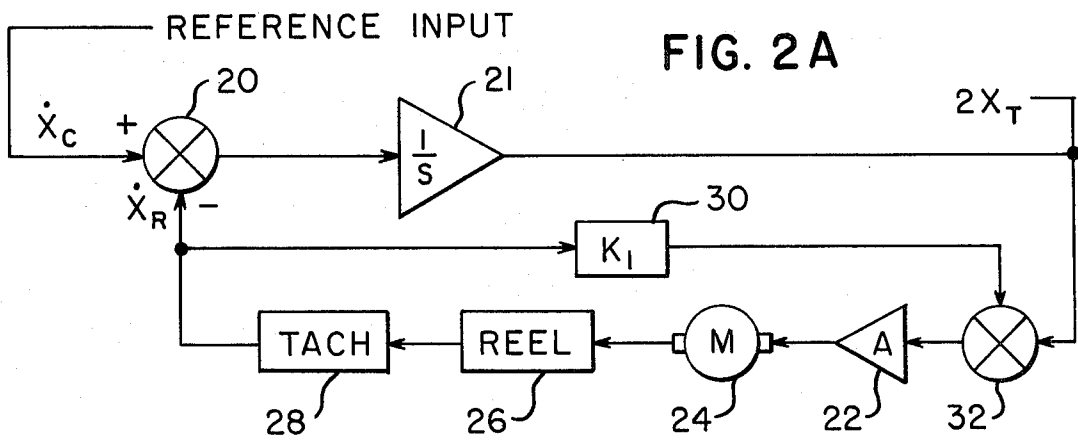 REFERENCE INPUT
FIG. 2A
20
21
2X_T
Ẋ_C
+
1/S
Ẋ_R
-
30
K_1
TACH
REEL
M
A
28
26
24
22
32